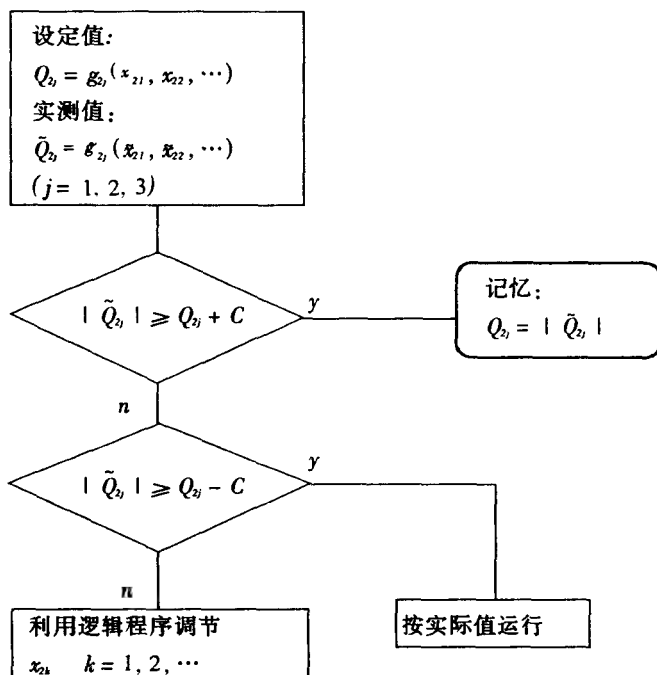 设定值:
Q₂ⱼ = g₂ⱼ(x₂₁, x₂₂, …)
实测值:
Q̃₂ⱼ = g̃₂ⱼ(x̃₂₁, x̃₂₂, …)
(j = 1, 2, 3)
| Q̃₂ⱼ | ⩾ Q₂ⱼ + C
y
记忆:
Q₂ⱼ = | Q̃₂ⱼ |
n
| Q̃₂ⱼ | ⩾ Q₂ⱼ − C
y
n
利用逻辑程序调节
x₂ₖ k = 1, 2, …
按实际值运行